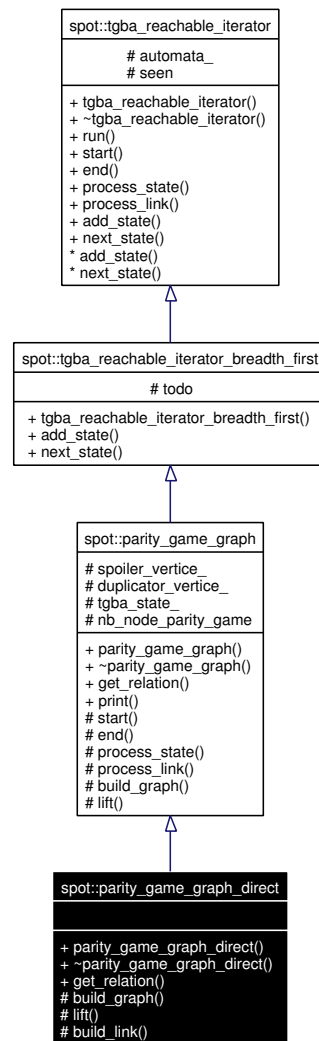 spot::tgba_reachable_iterator
# automata_
# seen
+ tgba_reachable_iterator()
+ ~tgba_reachable_iterator()
+ run()
+ start()
+ end()
+ process_state()
+ process_link()
+ add_state()
+ next_state()
* add_state()
* next_state()
spot::tgba_reachable_iterator_breadth_first
# todo
+ tgba_reachable_iterator_breadth_first()
+ add_state()
+ next_state()
spot::parity_game_graph
# spoiler_vertice_
# duplicator_vertice_
# tgba_state_
# nb_node_parity_game
+ parity_game_graph()
+ ~parity_game_graph()
+ get_relation()
+ print()
# start()
# end()
# process_state()
# process_link()
# build_graph()
# lift()
spot::parity_game_graph_direct
+ parity_game_graph_direct()
+ ~parity_game_graph_direct()
+ get_relation()
# build_graph()
# lift()
# build_link()